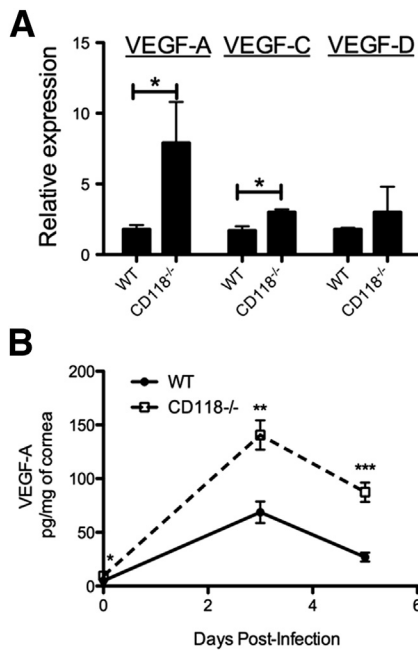 A
VEGF-A VEGF-C VEGF-D
Relative expression
15
10
5
0
*
*
WT
CD118-/-
WT
CD118-/-
WT
CD118-/-
B
VEGF-A
pg/mg of cornea
200
150
100
50
0
WT
CD118-/-
*
**
***
0 2 4 6
Days Post-Infection